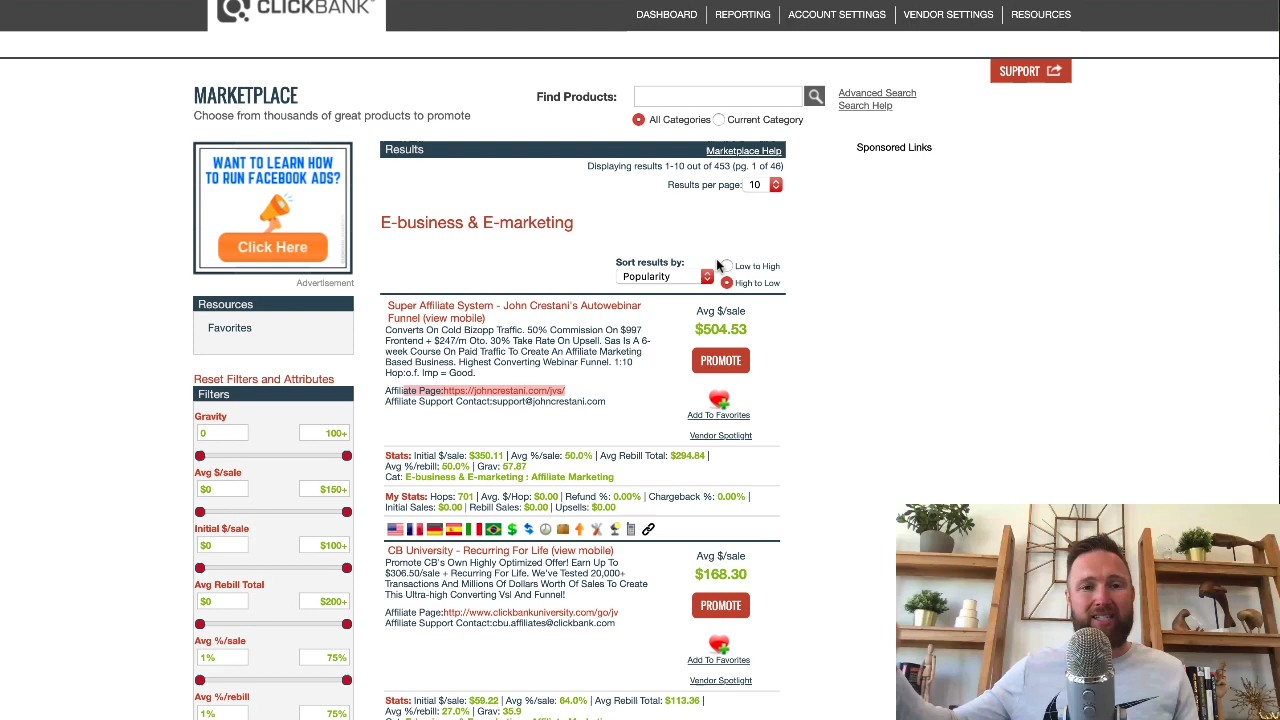 CLICKBANK
DASHBOARD
REPORTING
ACCOUNT SETTINGS
VENDOR SETTINGS
RESOURCES
SUPPORT
MARKETPLACE
Choose from thousands of great products to promote
Find Products:
Advanced Search
Search Help
All Categories
Current Category
WANT TO LEARN HOW
TO RUN FACEBOOK ADS?
Click Here
Advertisement
Resources
Favorites
Reset Filters and Attributes
Filters
Gravity
0
100+
Avg $/sale
$0
$150+
Initial $/sale
$0
$100+
Avg Rebill Total
$0
$200+
Avg %/sale
1%
75%
Avg %/rebill
1%
75%
Results
Marketplace Help
Displaying results 1-10 out of 453 (pg. 1 of 46)
Results per page:
10
E-business & E-marketing
Sort results by:
Popularity
Low to High
High to Low
Super Affiliate System - John Crestani's Autowebinar
Funnel (view mobile)
Converts On Cold Bizopp Traffic. 50% Commission On $997
Frontend + $247/m Oto. 30% Take Rate On Upsell. Sas Is A 6-
week Course On Paid Traffic To Create An Affiliate Marketing
Based Business. Highest Converting Webinar Funnel. 1:10
Hop:o.f. Imp = Good.
Affiliate Page:https://johncrestani.com/jvs/
Affiliate Support Contact:support@johncrestani.com
Avg $/sale
$504.53
PROMOTE
Add To Favorites
Vendor Spotlight
Stats: Initial $/sale: $350.11 | Avg %/sale: 50.0% | Avg Rebill Total: $294.84 |
Avg %/rebill: 50.0% | Grav: 57.87
Cat: E-business & E-marketing : Affiliate Marketing
My Stats: Hops: 701 | Avg. $/Hop: $0.00 | Refund %: 0.00% | Chargeback %: 0.00% |
Initial Sales: $0.00 | Rebill Sales: $0.00 | Upsells: $0.00
CB University - Recurring For Life (view mobile)
Promote CB's Own Highly Optimized Offer! Earn Up To
$306.50/sale + Recurring For Life. We've Tested 20,000+
Transactions And Millions Of Dollars Worth Of Sales To Create
This Ultra-high Converting Vsl And Funnel!
Affiliate Page:http://www.clickbankuniversity.com/go/jv
Affiliate Support Contact:cbu.affiliates@clickbank.com
Avg $/sale
$168.30
PROMOTE
Add To Favorites
Vendor Spotlight
Stats: Initial $/sale: $59.22 | Avg %/sale: 64.0% | Avg Rebill Total: $113.36 |
Avg %/rebill: 27.0% | Grav: 35.9
Sponsored Links